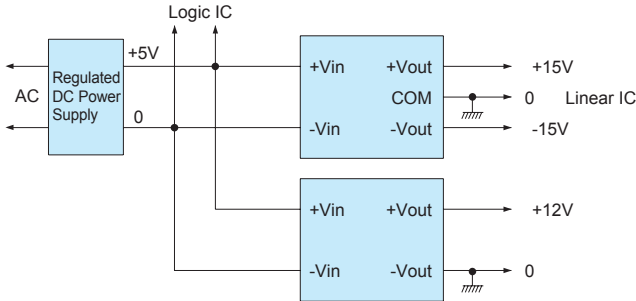 Logic IC
+5V
Regulated
DC Power
Supply
AC
0
+Vin
+Vout
+15V
COM
0
Linear IC
-Vin
-Vout
-15V
+Vin
+Vout
+12V
-Vin
-Vout
0